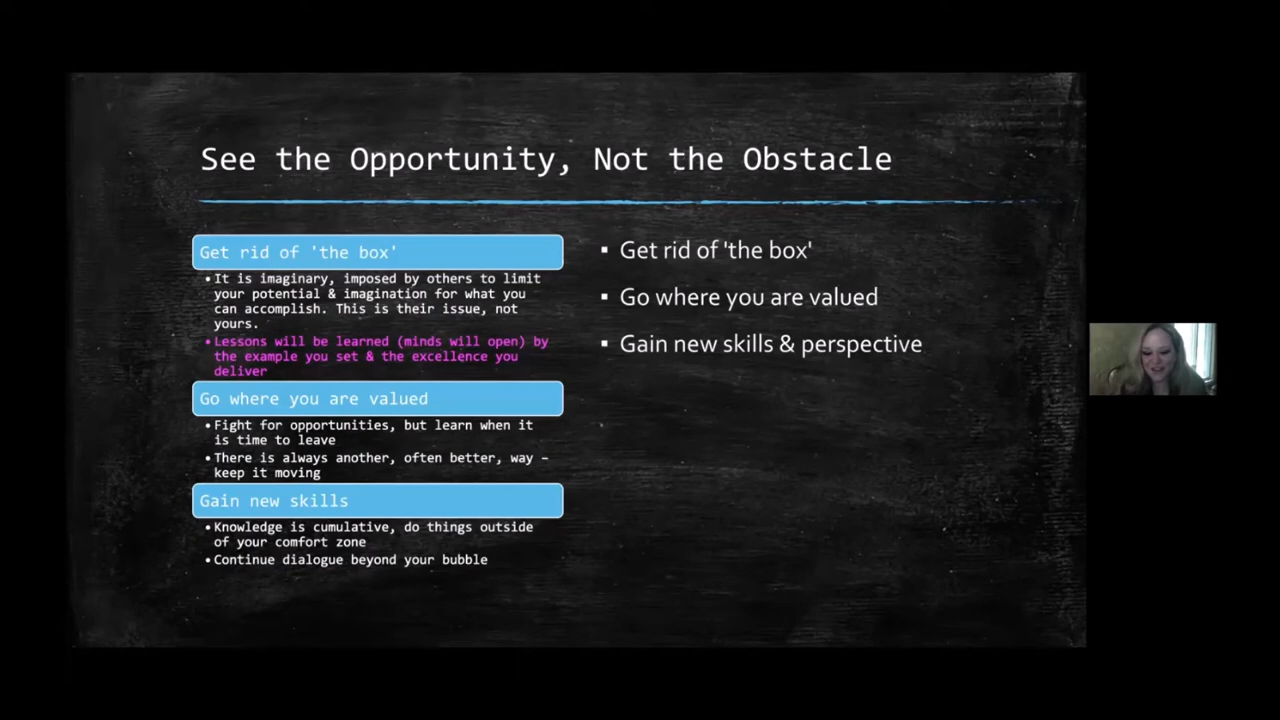 See the Opportunity, Not the Obstacle
Get rid of 'the box'
•It is imaginary, imposed by others to limit
your potential & imagination for what you
can accomplish. This is their issue, not
yours.
•Lessons will be learned (minds will open) by
the example you set & the excellence you
deliver
Go where you are valued
•Fight for opportunities, but learn when it
is time to leave
•There is always another, often better, way –
keep it moving
Gain new skills
•Knowledge is cumulative, do things outside
of your comfort zone
•Continue dialogue beyond your bubble
▪ Get rid of 'the box'
▪ Go where you are valued
▪ Gain new skills & perspective